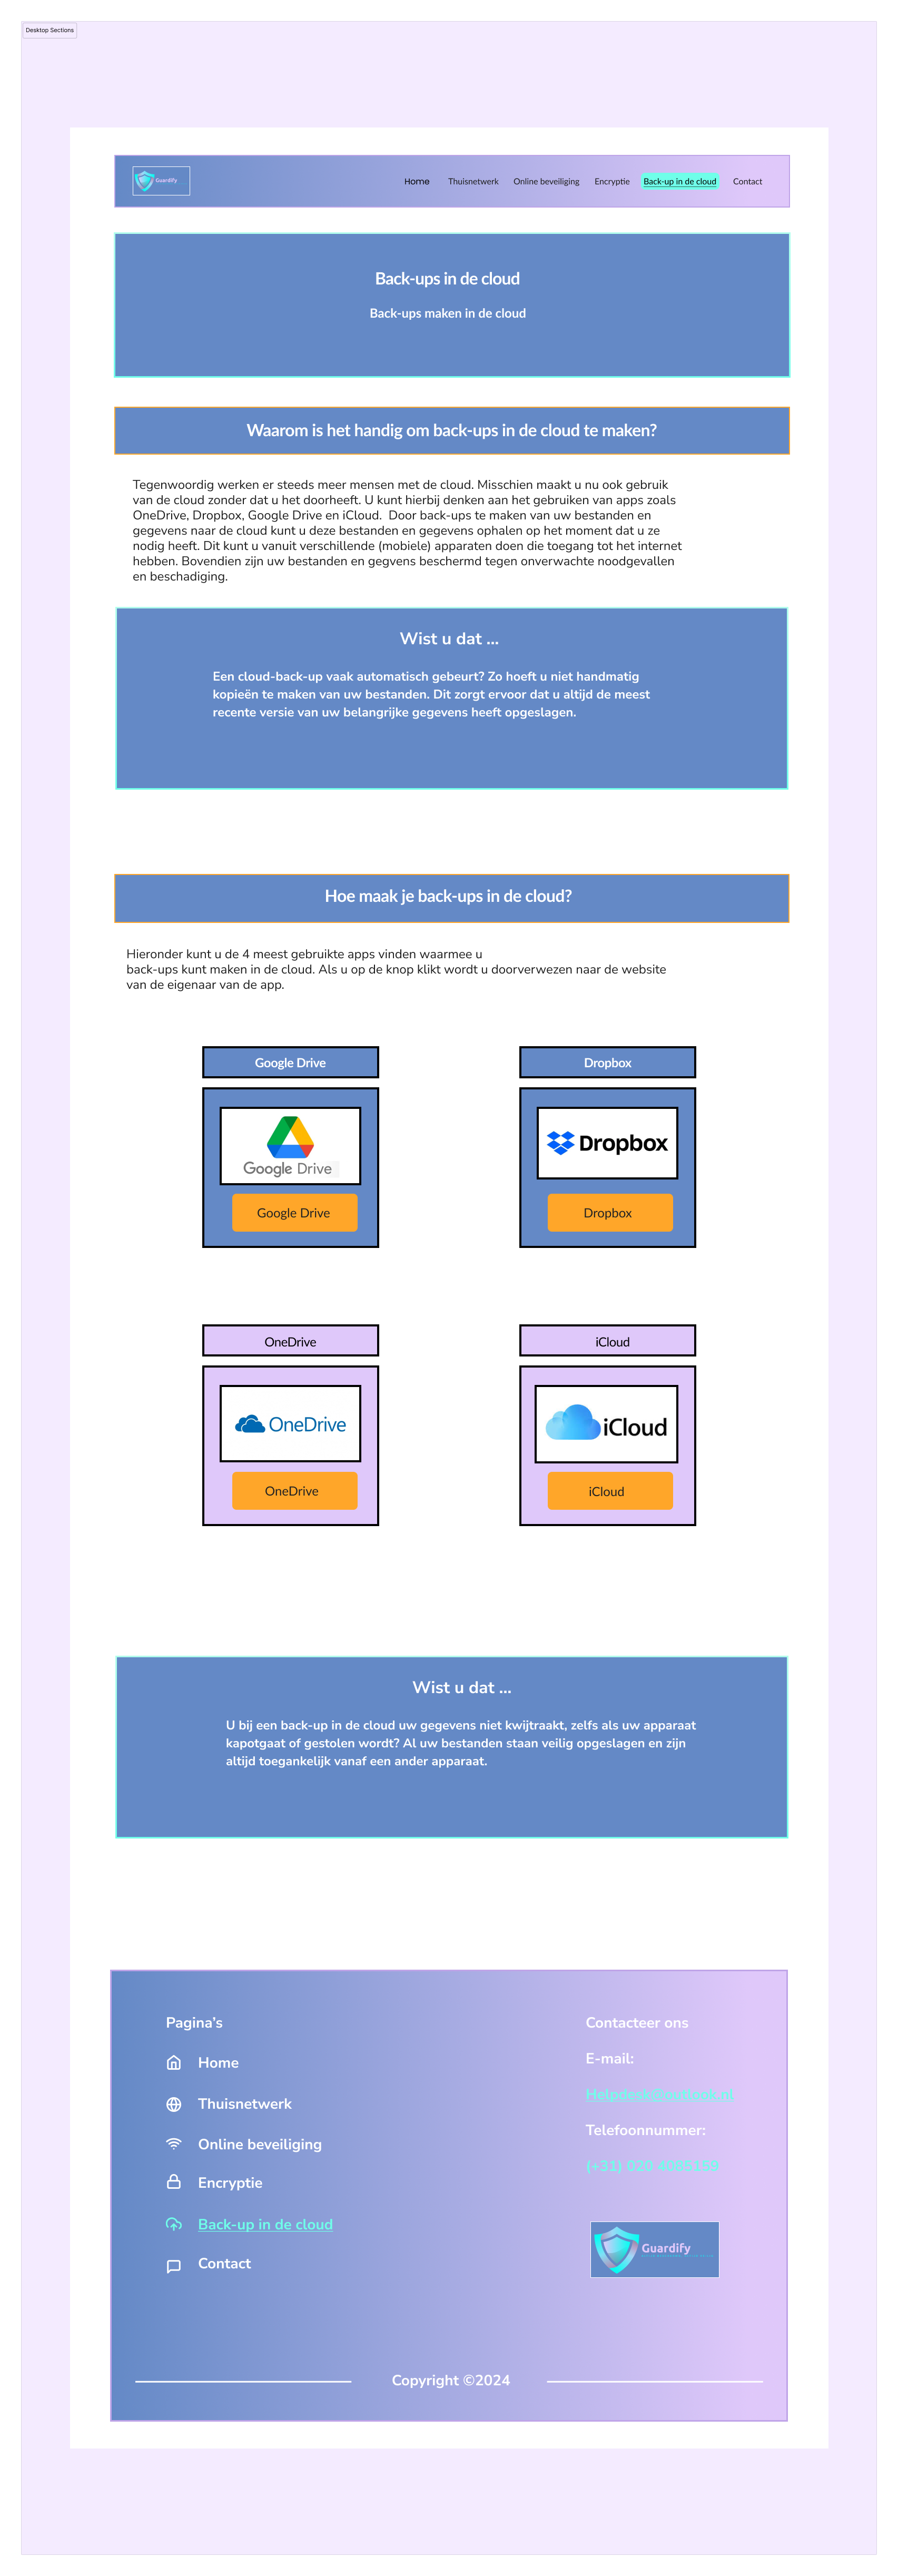 Desktop Sections
Guardify
Home Thuisnetwerk Online beveiliging Encryptie Back-up in de cloud Contact
Back-ups in de cloud
Back-ups maken in de cloud
Waarom is het handig om back-ups in de cloud te maken?
Tegenwoordig werken er steeds meer mensen met de cloud. Misschien maakt u nu ook gebruik
van de cloud zonder dat u het doorheeft. U kunt hierbij denken aan het gebruiken van apps zoals
OneDrive, Dropbox, Google Drive en iCloud.  Door back-ups te maken van uw bestanden en
gegevens naar de cloud kunt u deze bestanden en gegevens ophalen op het moment dat u ze
nodig heeft. Dit kunt u vanuit verschillende (mobiele) apparaten doen die toegang tot het internet
hebben. Bovendien zijn uw bestanden en gegvens beschermd tegen onverwachte noodgevallen
en beschadiging.
Wist u dat ...
Een cloud-back-up vaak automatisch gebeurt? Zo hoeft u niet handmatig
kopieën te maken van uw bestanden. Dit zorgt ervoor dat u altijd de meest
recente versie van uw belangrijke gegevens heeft opgeslagen.
Hoe maak je back-ups in de cloud?
Hieronder kunt u de 4 meest gebruikte apps vinden waarmee u
back-ups kunt maken in de cloud. Als u op de knop klikt wordt u doorverwezen naar de website
van de eigenaar van de app.
Google Drive
Google Drive
Google Drive
Dropbox
Dropbox
Dropbox
OneDrive
OneDrive
OneDrive
iCloud
iCloud
iCloud
Wist u dat ...
U bij een back-up in de cloud uw gegevens niet kwijtraakt, zelfs als uw apparaat
kapotgaat of gestolen wordt? Al uw bestanden staan veilig opgeslagen en zijn
altijd toegankelijk vanaf een ander apparaat.
Pagina's
Home
Thuisnetwerk
Online beveiliging
Encryptie
Back-up in de cloud
Contact
Contacteer ons
E-mail:
Helpdesk@outlook.nl
Telefoonnummer:
(+31) 020
Guardify
Copyright ©2024